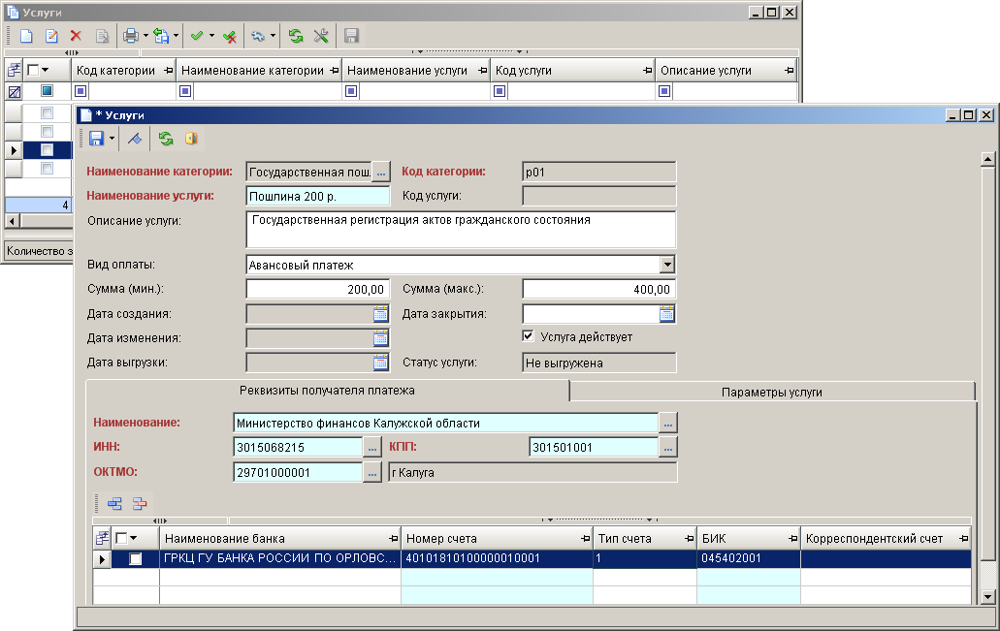 Услуги
Код категории Наименование категории Наименование услуги Код услуги Описание услуги
4
Количество з
* Услуги
Наименование категории: Государственная пош ... Код категории: р01
Наименование услуги: Пошлина 200 р. Код услуги:
Описание услуги: Государственная регистрация актов гражданского состояния
Вид оплаты: Авансовый платеж
Сумма (мин.): 200,00 Сумма (макс.): 400,00
Дата создания: Дата закрытия:
Дата изменения: Услуга действует
Дата выгрузки: Статус услуги: Не выгружена
Реквизиты получателя платежа Параметры услуги
Наименование: Министерство финансов Калужской области ...
ИНН: 3015068215 ... КПП: 301501001 ...
ОКТМО: 29701000001 ... г Калуга
Наименование банка Номер счета Тип счета БИК Корреспондентский счет
ГРКЦ ГУ БАНКА РОССИИ ПО ОРЛОВС... 40101810100000010001 1 045402001